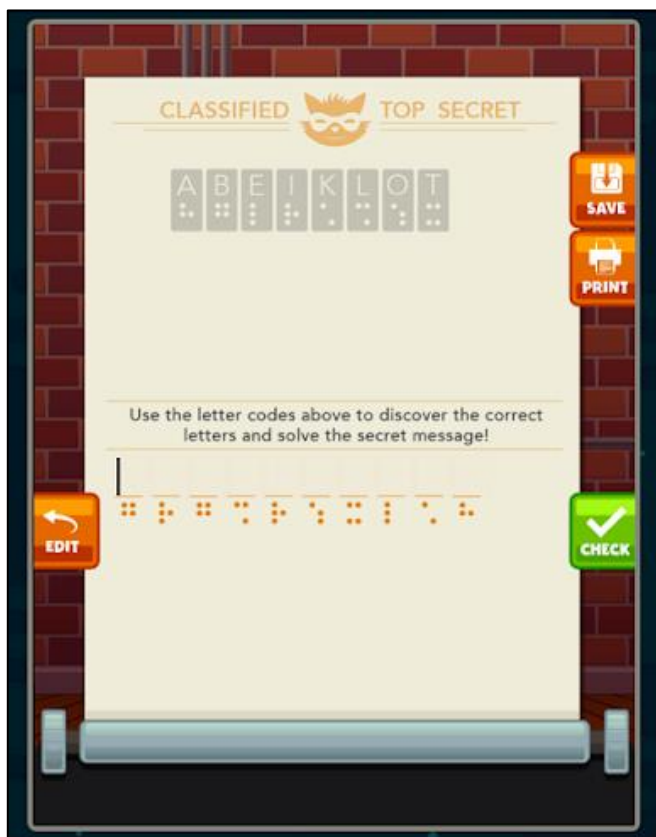 CLASSIFIED TOP SECRET
A B E I K L O T
SAVE
PRINT
Use the letter codes above to discover the correct
letters and solve the secret message!
EDIT
CHECK